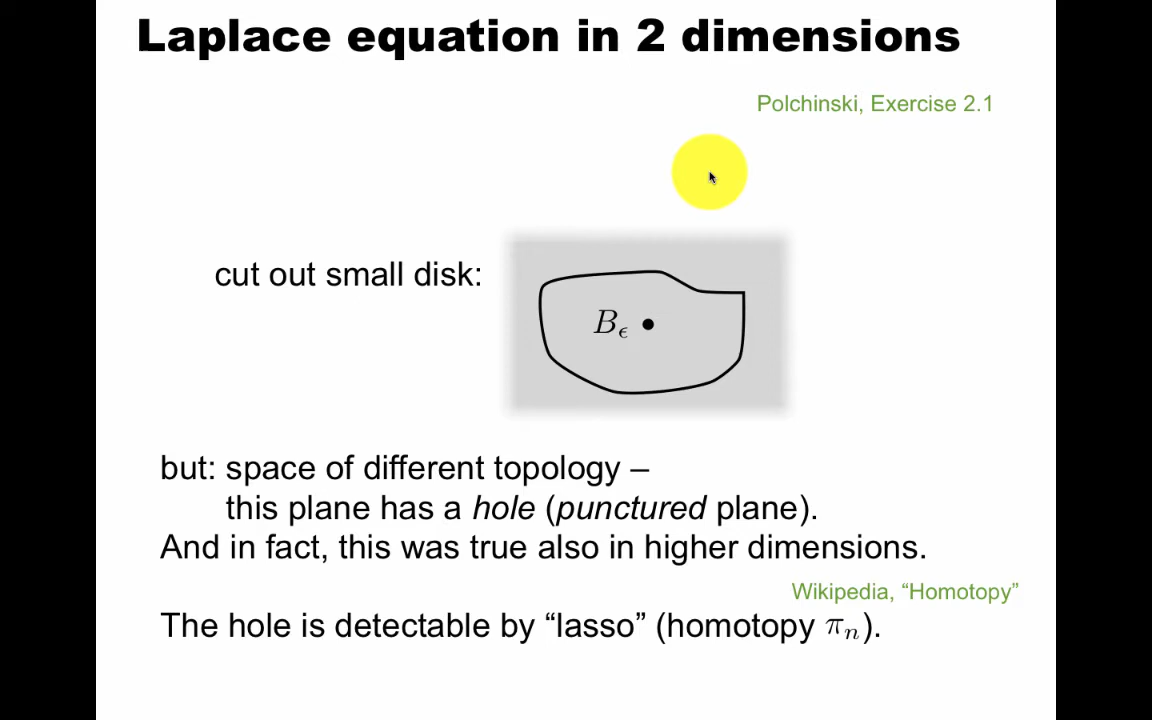 Laplace equation in 2 dimensions
Polchinski, Exercise 2.1
cut out small disk:
B_ϵ
but: space of different topology –
this plane has a hole (punctured plane).
And in fact, this was true also in higher dimensions.
Wikipedia, “Homotopy”
The hole is detectable by “lasso” (homotopy π_n).